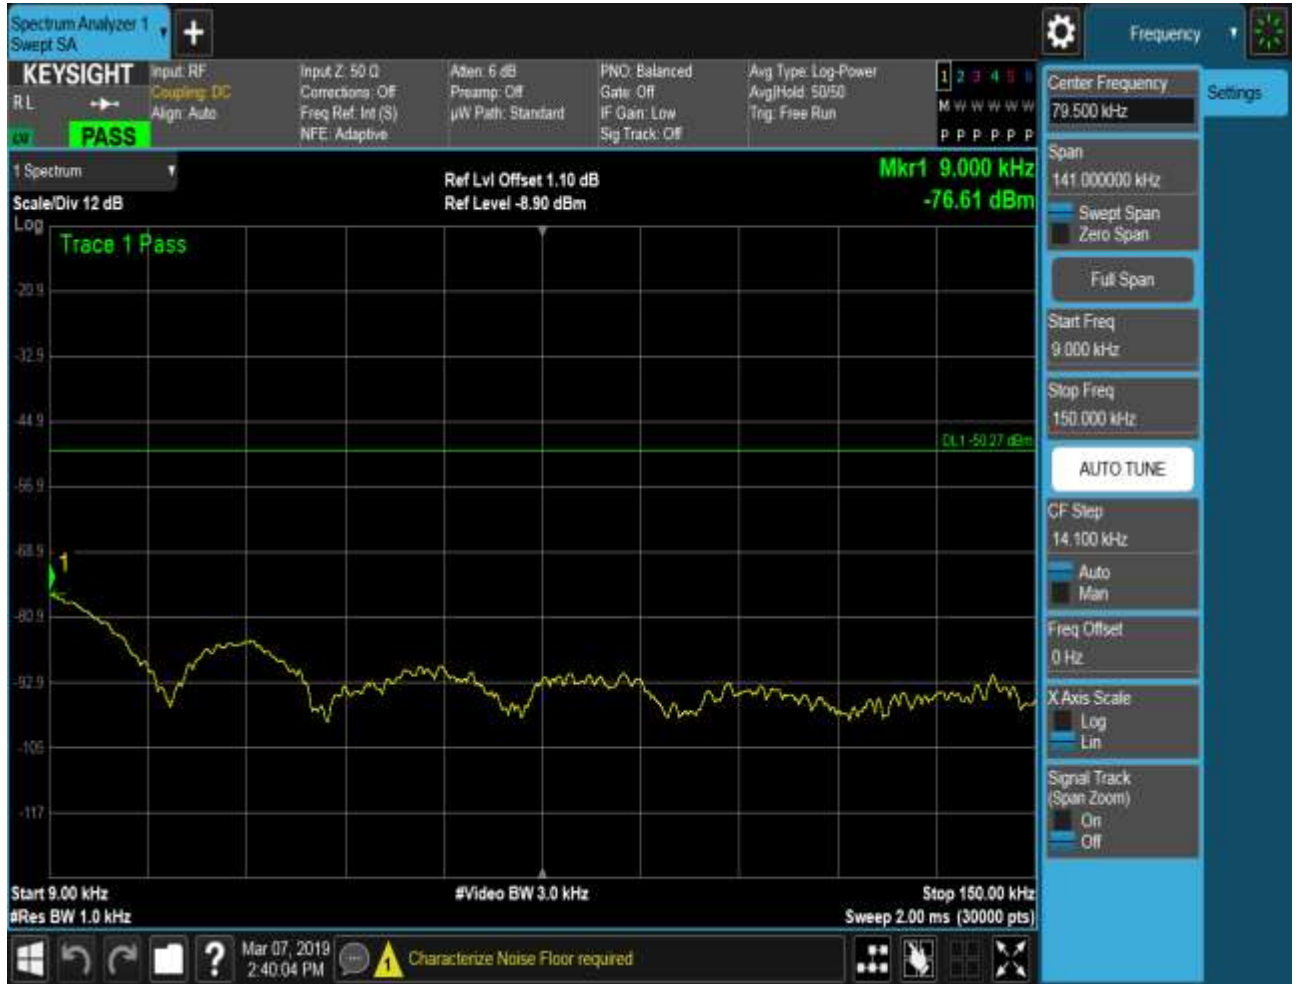 Spectrum Analyzer 1
Swept SA
+
Frequency
KEYSIGHT
RL
PASS
Input: RF
Coupling: DC
Align: Auto
Input Z: 50 Ω
Corrections: Off
Freq Ref: Int (S)
NFE: Adaptive
Atten: 6 dB
Preamp: Off
µW Path: Standard
PNO: Balanced
Gate: Off
IF Gain: Low
Sig Track: Off
Avg Type: Log-Power
Avg|Hold: 50/50
Trig: Free Run
1 2 3 4 5 6
M W W W W W
P P P P P P
1 Spectrum
Scale/Div 12 dB
Ref Lvl Offset 1.10 dB
Ref Level -8.90 dBm
Mkr1 9.000 kHz
-76.61 dBm
Log
Trace 1 Pass
-20.9
-32.9
-44.9
DL1 -50.27 dBm
-56.9
-68.9
1
-80.9
-92.9
-105
-117
Start 9.00 kHz
#Video BW 3.0 kHz
Stop 150.00 kHz
#Res BW 1.0 kHz
Sweep 2.00 ms (30000 pts)
Center Frequency
79.500 kHz
Settings
Span
141.000000 kHz
Swept Span
Zero Span
Full Span
Start Freq
9.000 kHz
Stop Freq
150.000 kHz
AUTO TUNE
CF Step
14.100 kHz
Auto
Man
Freq Offset
0 Hz
X Axis Scale
Log
Lin
Signal Track
(Span Zoom)
On
Off
?
Mar 07, 2019
2:40:04 PM
1
Characterize Noise Floor required